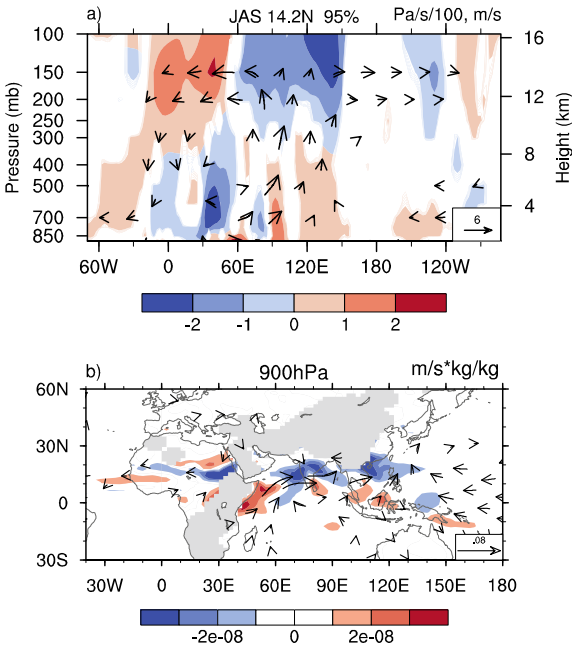 a) JAS 14.2N 95% Pa/s/100, m/s
100 16
150
200 12
250
300
400 8
500
700 4
850
Pressure (mb)
Height (km)
6
60W 0 60E 120E 180 120W
-2 -1 0 1 2
b) 900hPa m/s*kg/kg
60N
30N
0
30S
.08
30W 0 30E 60E 90E 120E 150E 180
-2e-08 0 2e-08